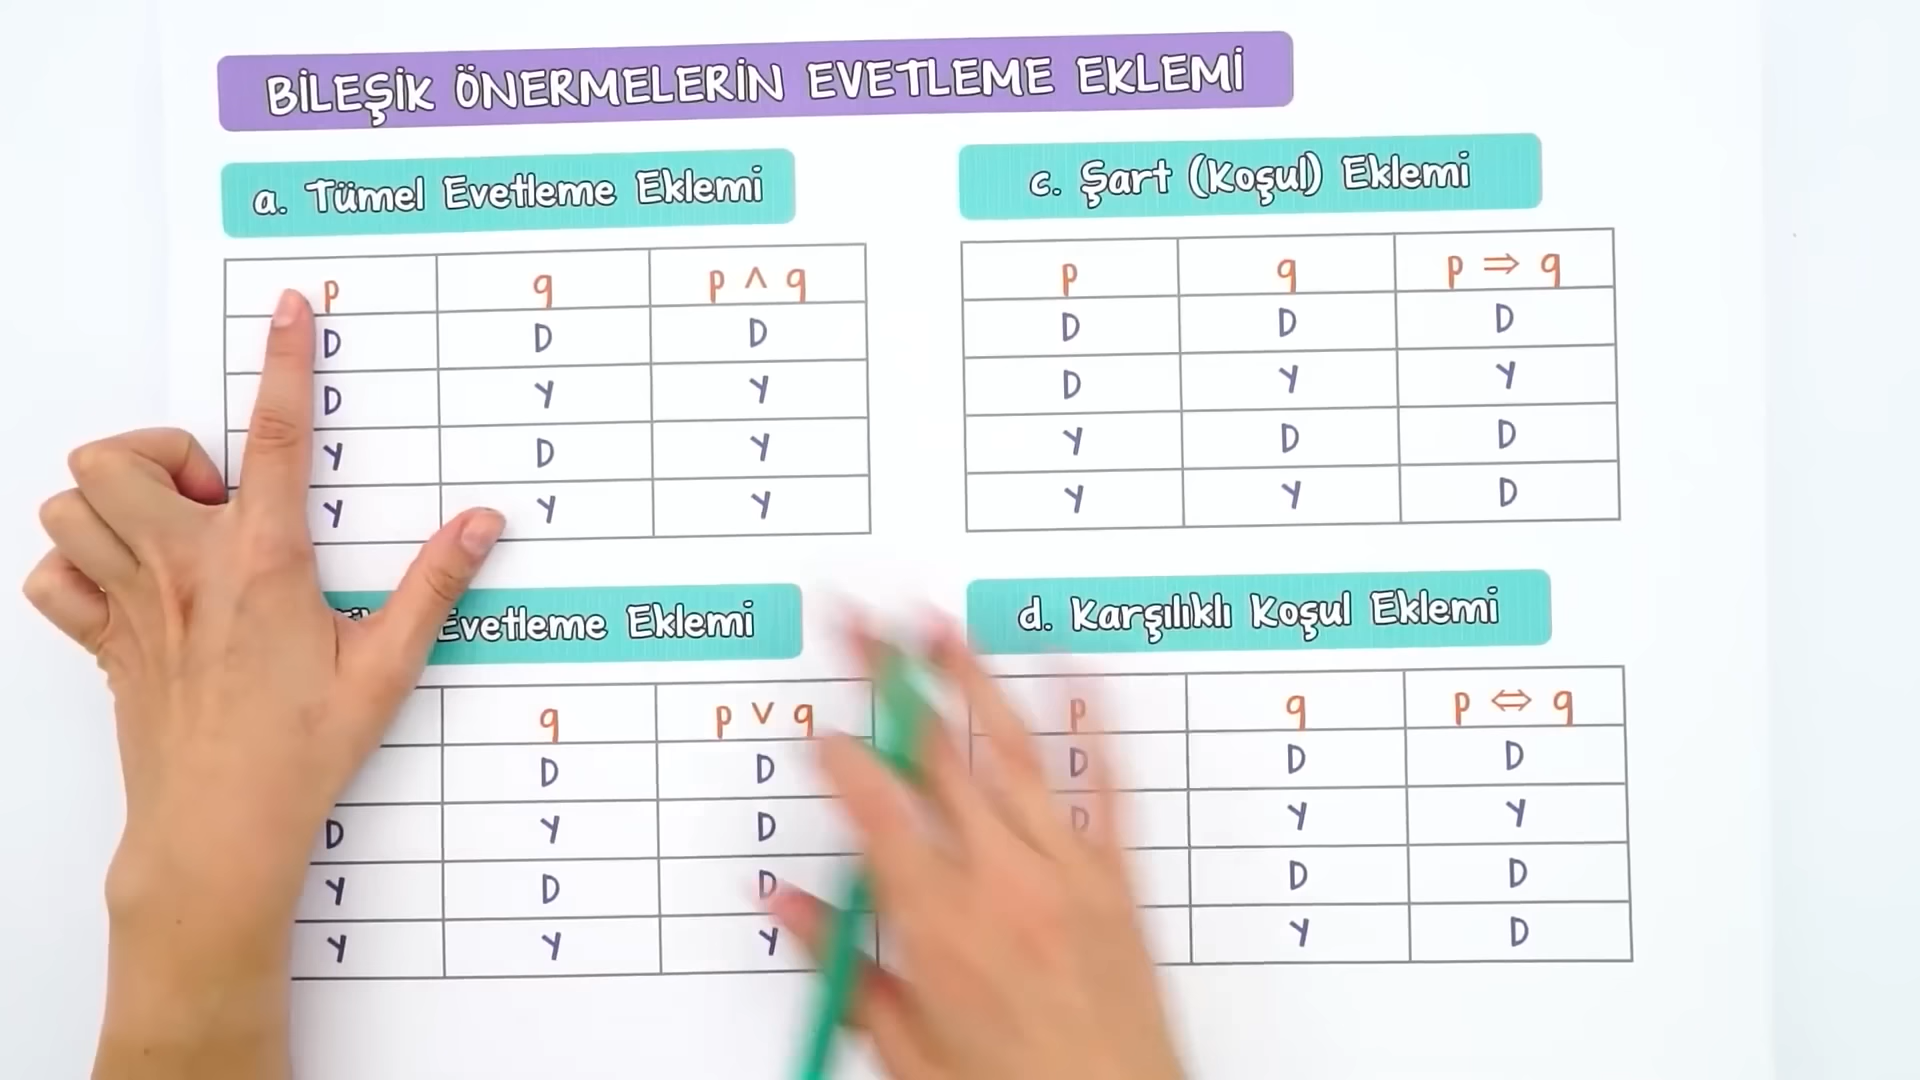 BİLEŞİK ÖNERMELERİN EVETLEME EKLEMİ
a. Tümel Evetleme Eklemi
p q p ∧ q
D D D
D Y Y
Y D Y
Y Y Y
Evetleme Eklemi
q p ∨ q
D D
D Y D
Y D D
Y Y Y
c. Şart (Koşul) Eklemi
p q p ⇒ q
D D D
D Y Y
Y D D
Y Y D
d. Karşılıklı Koşul Eklemi
p q p ⇔ q
D D D
D Y Y
D D
Y D